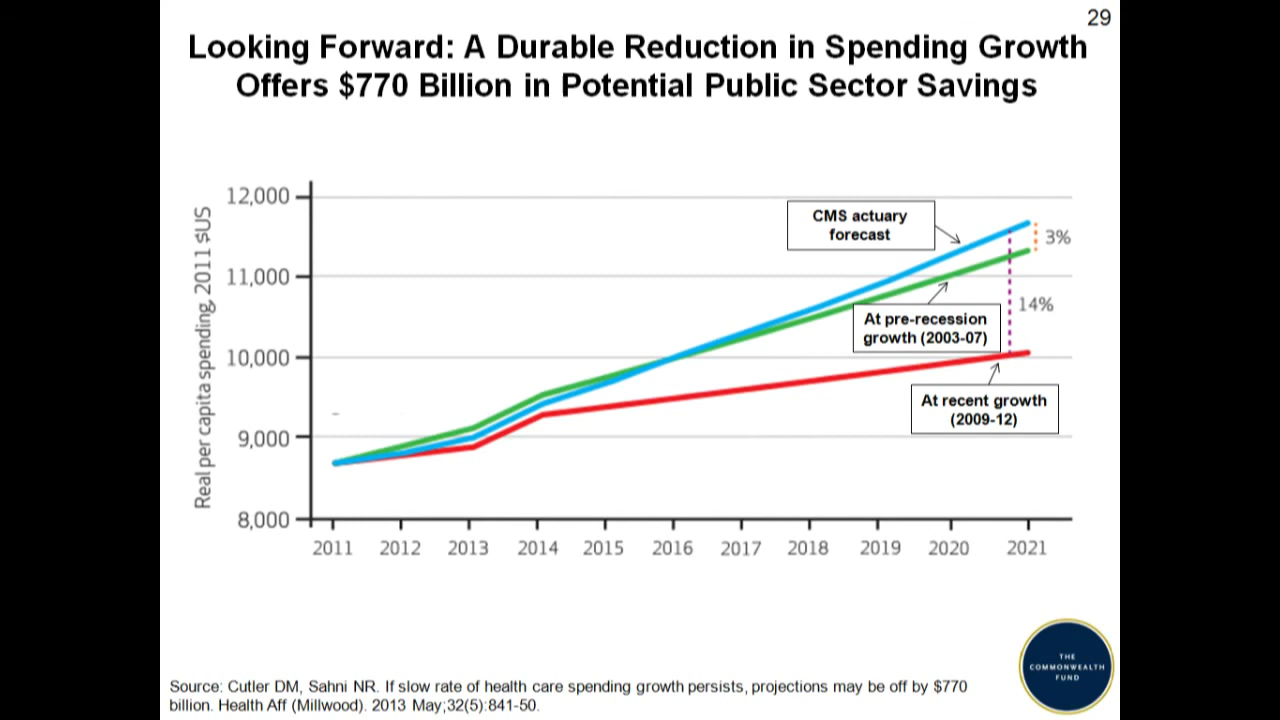 29
Looking Forward: A Durable Reduction in Spending Growth
Offers $770 Billion in Potential Public Sector Savings
Real per capita spending, 2011 $US
12,000
11,000
10,000
9,000
8,000
CMS actuary
forecast
3%
14%
At pre-recession
growth (2003-07)
At recent growth
(2009-12)
2011 2012 2013 2014 2015 2016 2017 2018 2019 2020 2021
THE
COMMONWEALTH
FUND
Source: Cutler DM, Sahni NR. If slow rate of health care spending growth persists, projections may be off by $770
billion. Health Aff (Millwood). 2013 May;32(5):841-50.